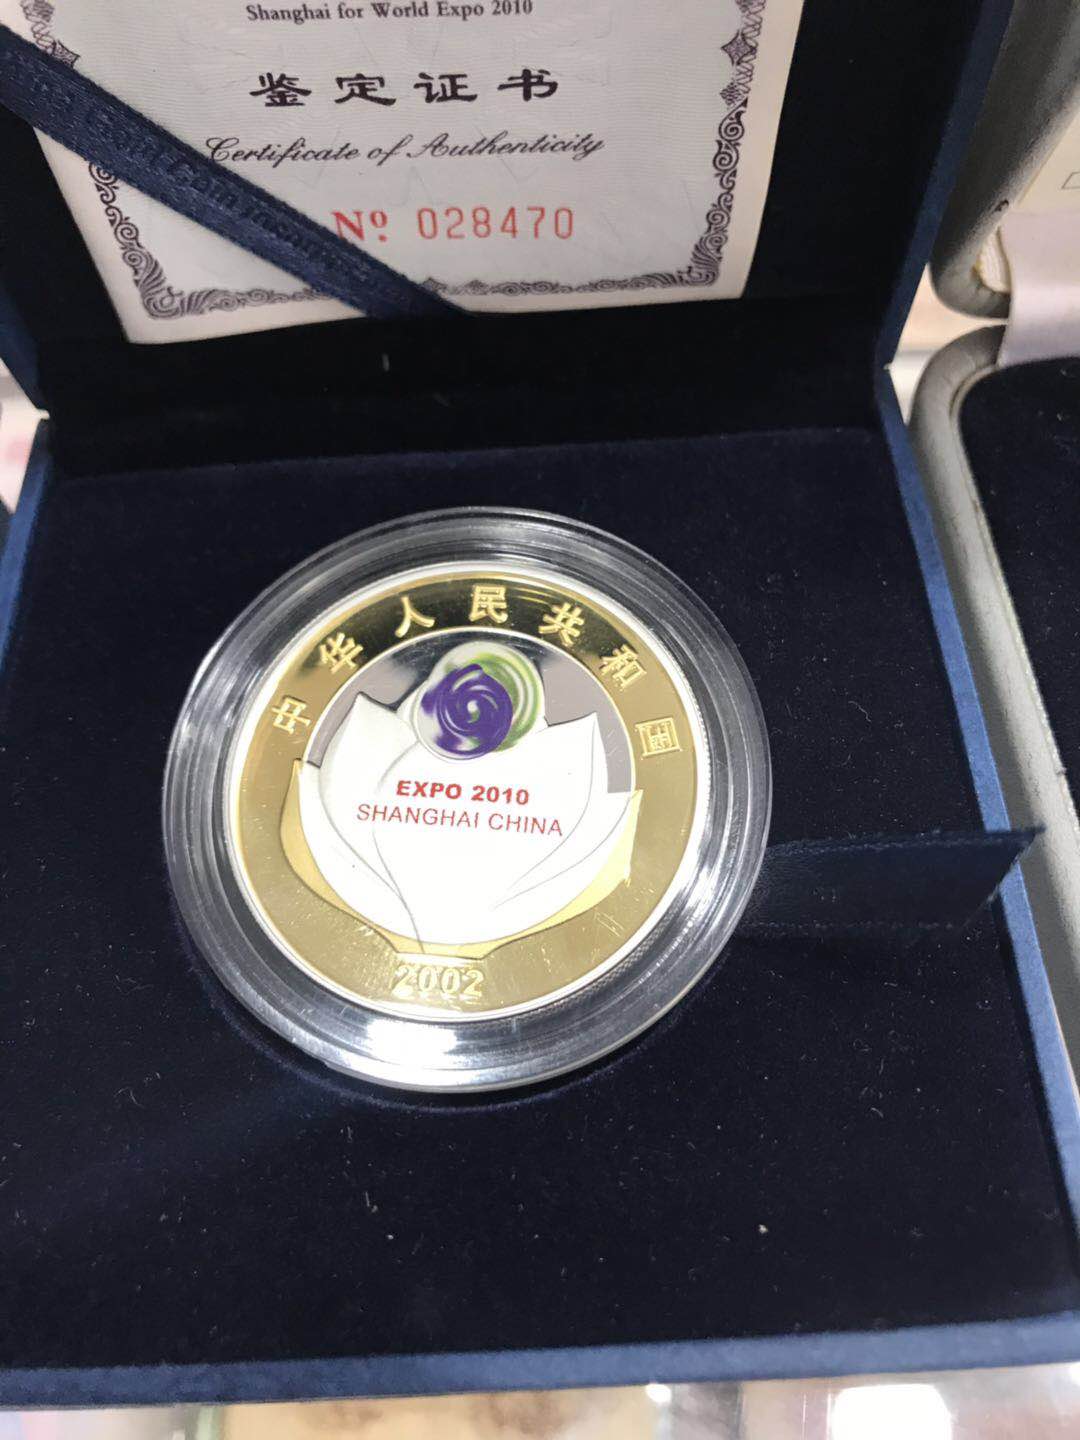 Shanghai for World Expo 2010
鉴定证书
Certificate of Authenticity
Nº 028470
中华人民共和国
EXPO 2010
SHANGHAI CHINA
2002